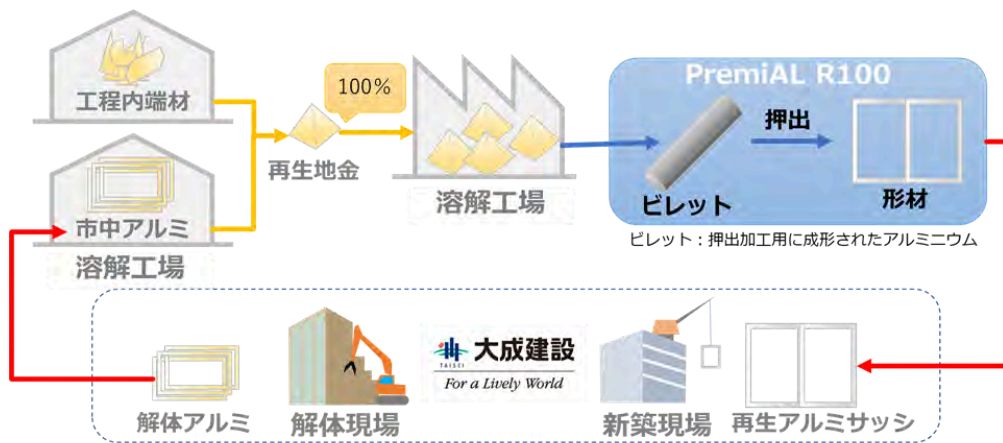 工程内端材
市中アルミ
溶解工場
再生地金
100%
溶解工場
PremiAL R100
ビレット
押出
形材
ビレット：押出加工用に成形されたアルミニウム
解体アルミ
解体現場
TAISEI
大成建設
For a Lively World
新築現場
再生アルミサッシ